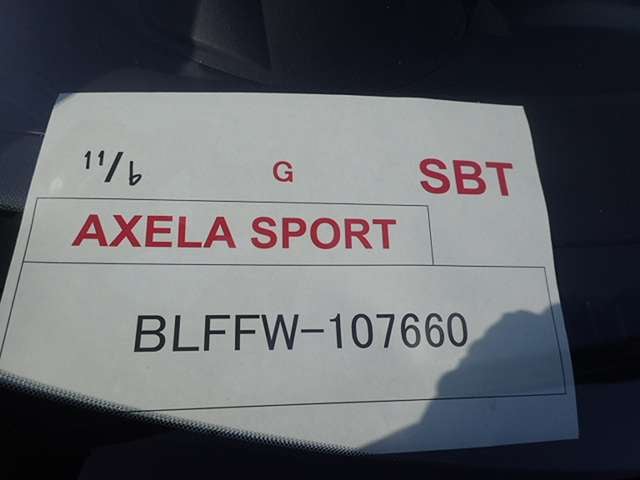 11/6 G SBT
AXELA SPORT
BLFFW-107660